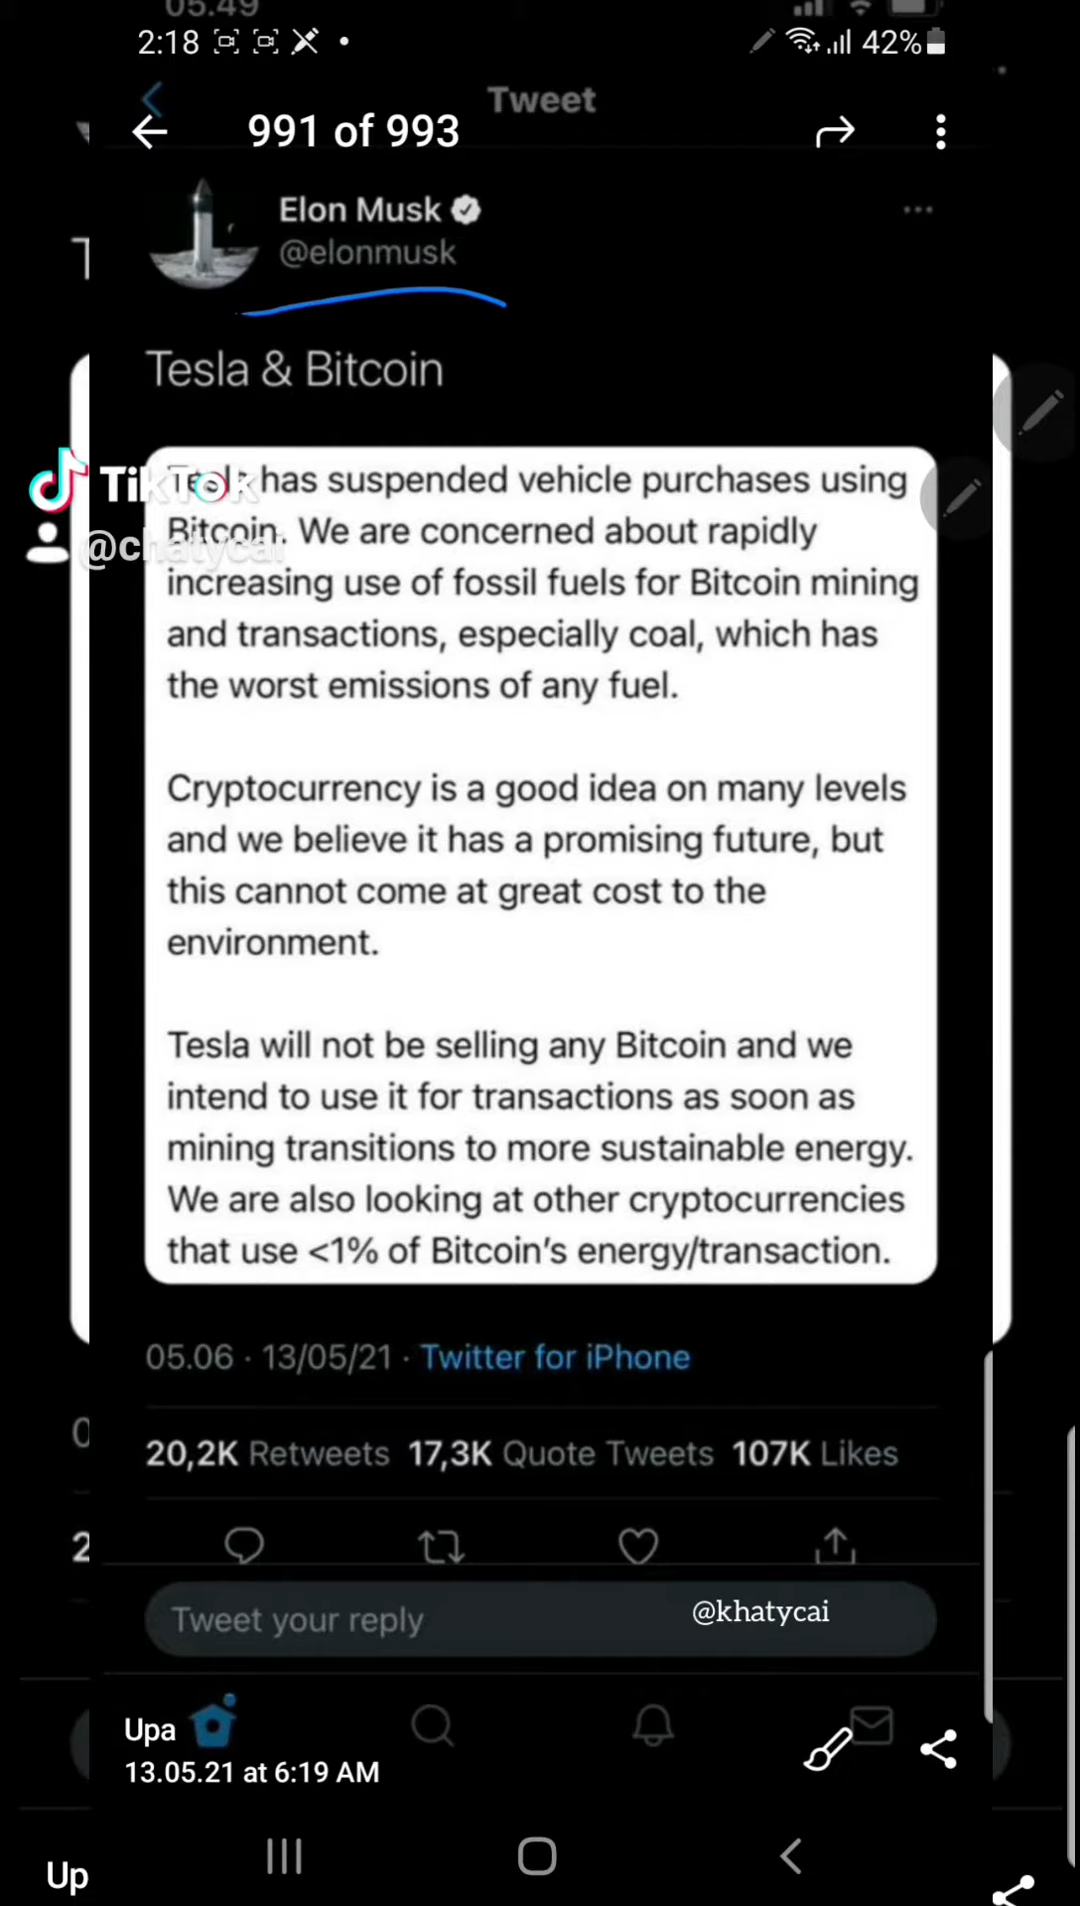 05.49
2:18 42%
Tweet
991 of 993
Elon Musk
@elonmusk
Tesla & Bitcoin
TikTok
@chatycai
Tesla has suspended vehicle purchases using
Bitcoin. We are concerned about rapidly
increasing use of fossil fuels for Bitcoin mining
and transactions, especially coal, which has
the worst emissions of any fuel.
Cryptocurrency is a good idea on many levels
and we believe it has a promising future, but
this cannot come at great cost to the
environment.
Tesla will not be selling any Bitcoin and we
intend to use it for transactions as soon as
mining transitions to more sustainable energy.
We are also looking at other cryptocurrencies
that use <1% of Bitcoin's energy/transaction.
05.06 · 13/05/21 · Twitter for iPhone
20,2K Retweets 17,3K Quote Tweets 107K Likes
Tweet your reply
@khatycai
Upa
13.05.21 at 6:19 AM
Up